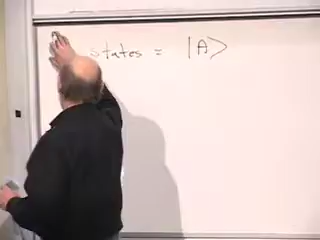 states = |A⟩